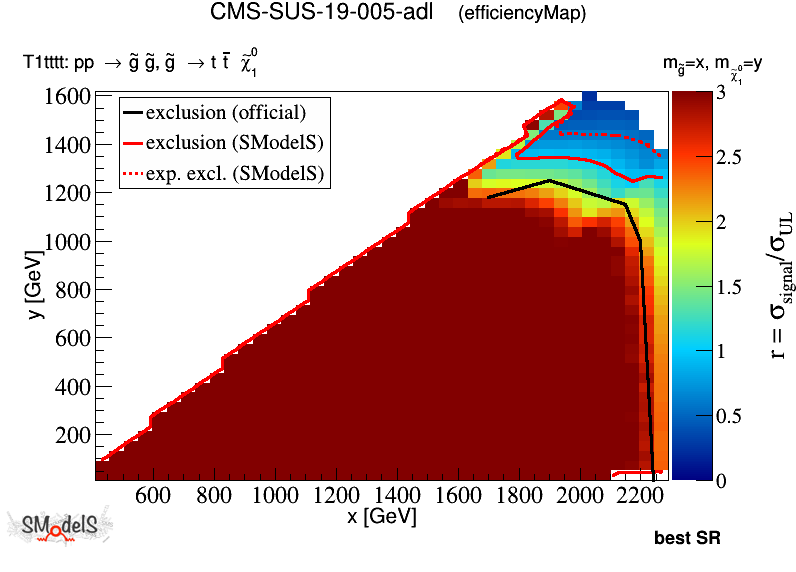 CMS-SUS-19-005-adl (efficiencyMap)
T1tttt: pp → g̃ g̃, g̃ → t t̄ χ̃₁⁰
m_g̃=x, m_χ̃₁⁰=y
exclusion (official)
exclusion (SModelS)
exp. excl. (SModelS)
1600
1400
1200
1000
800
600
400
200
y [GeV]
600 800 1000 1200 1400 1600 1800 2000 2200
x [GeV]
3
2.5
2
1.5
1
0.5
0
r = σ_signal/σ_UL
SModelS
best SR